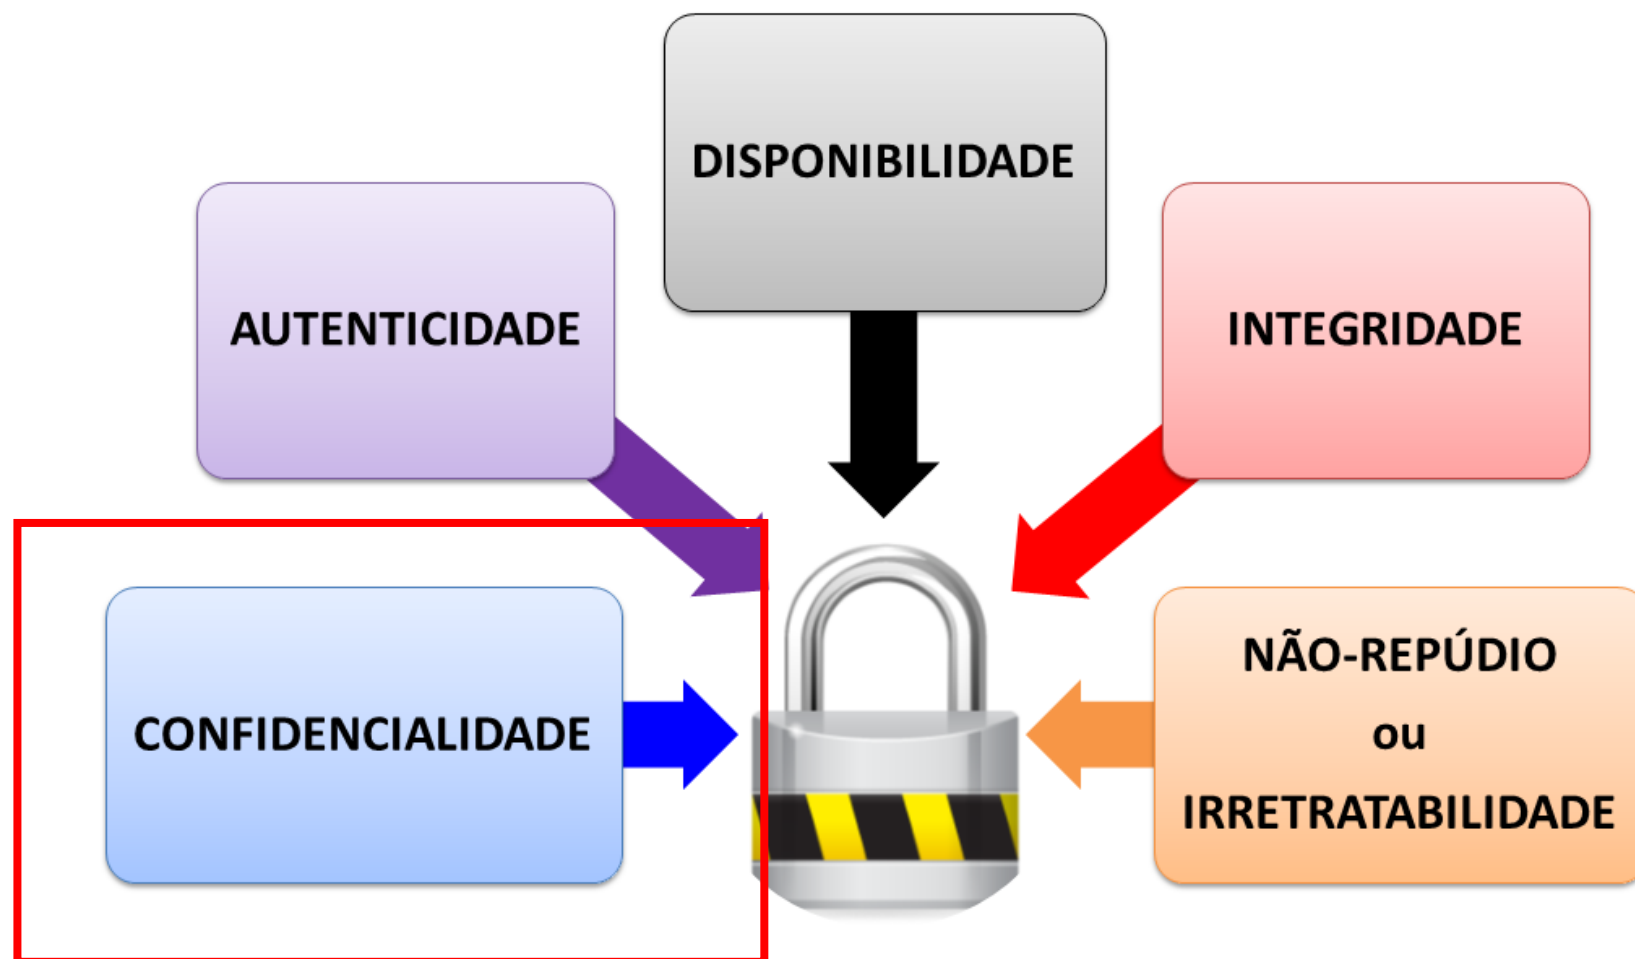 DISPONIBILIDADE
AUTENTICIDADE
INTEGRIDADE
CONFIDENCIALIDADE
NÃO-REPÚDIO
ou
IRRETRATABILIDADE